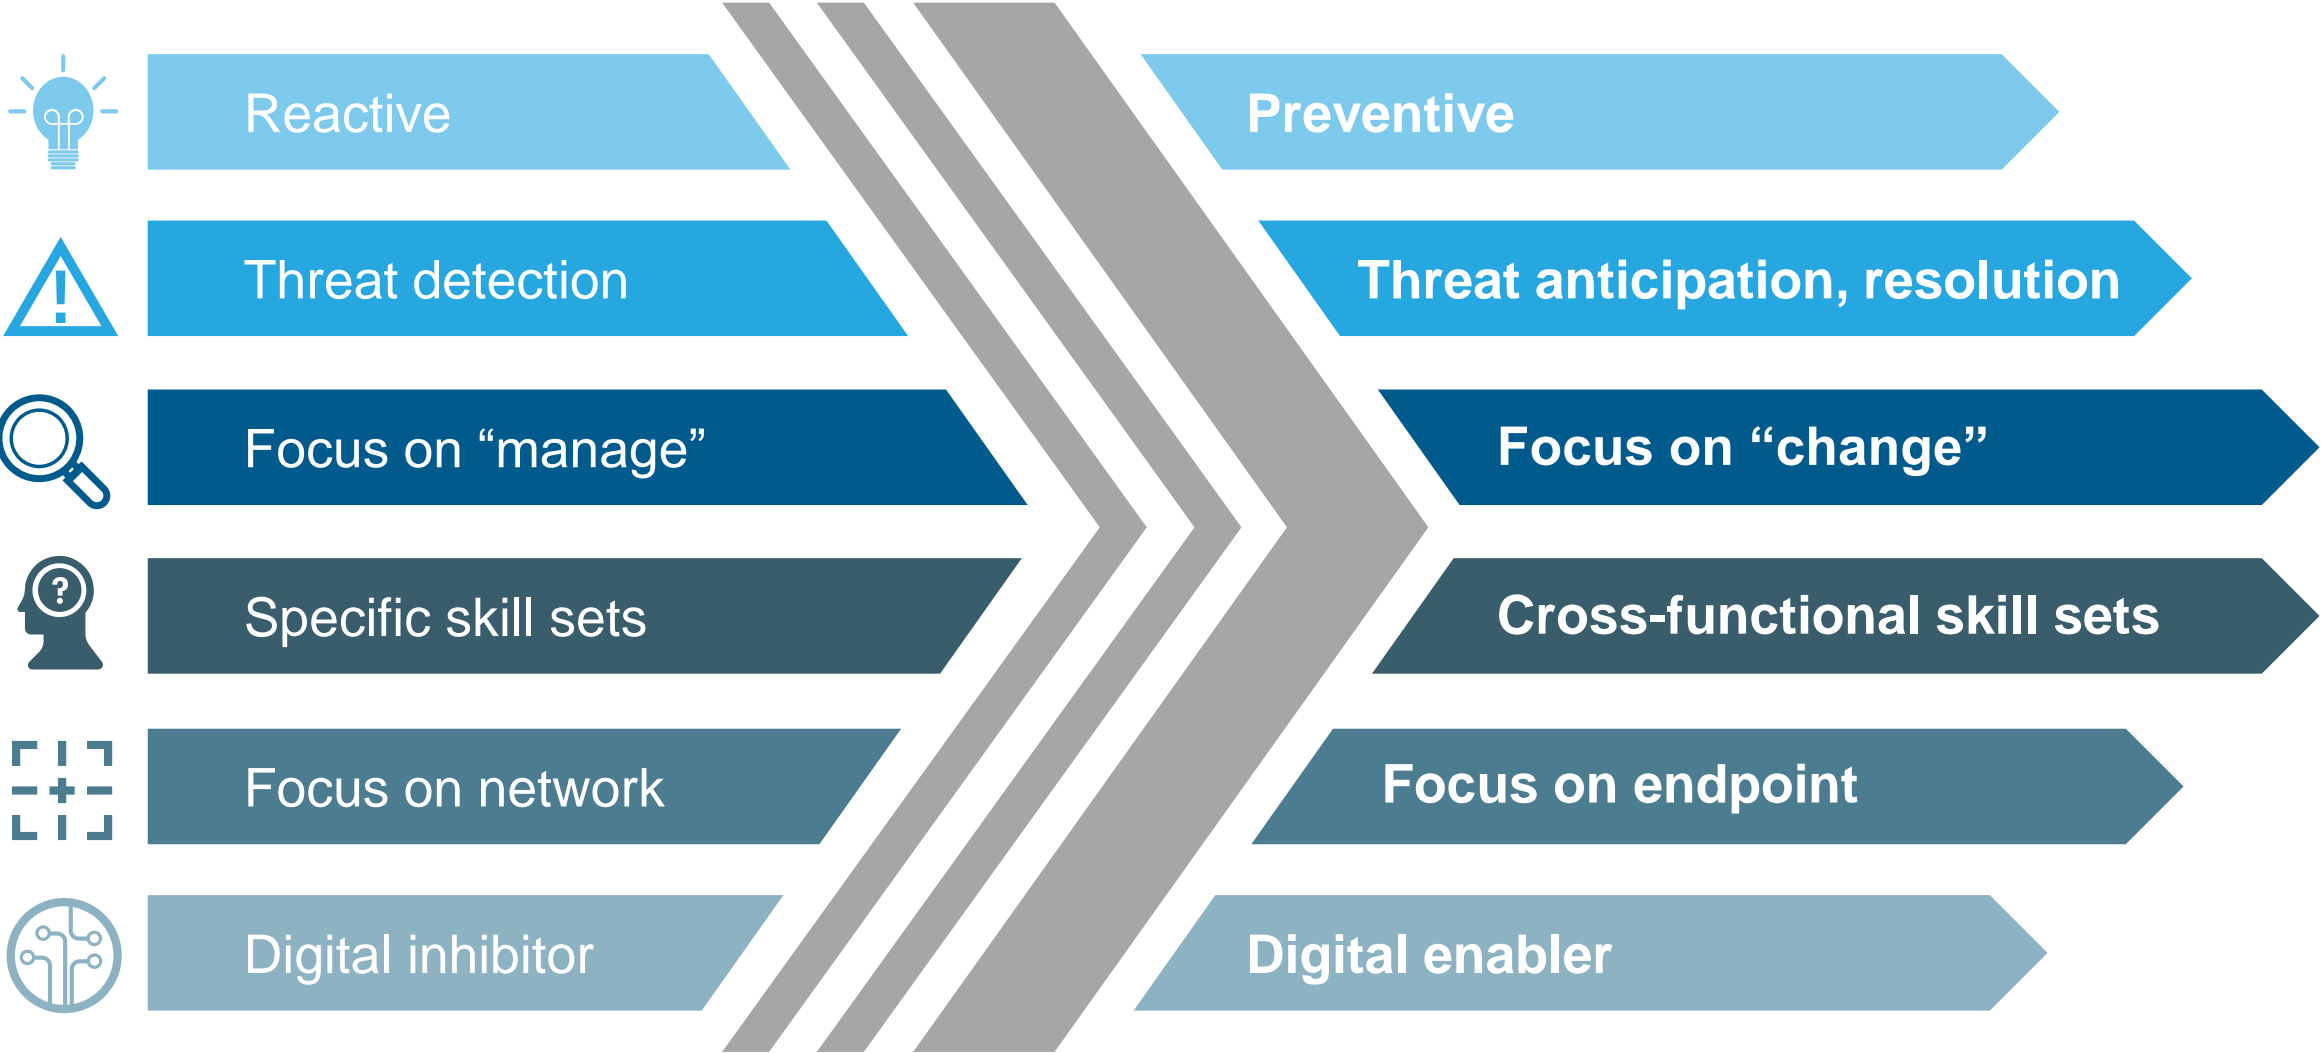 Reactive
Preventive
Threat detection
Threat anticipation, resolution
Focus on “manage”
Focus on “change”
?
Specific skill sets
Cross-functional skill sets
Focus on network
Focus on endpoint
Digital inhibitor
Digital enabler